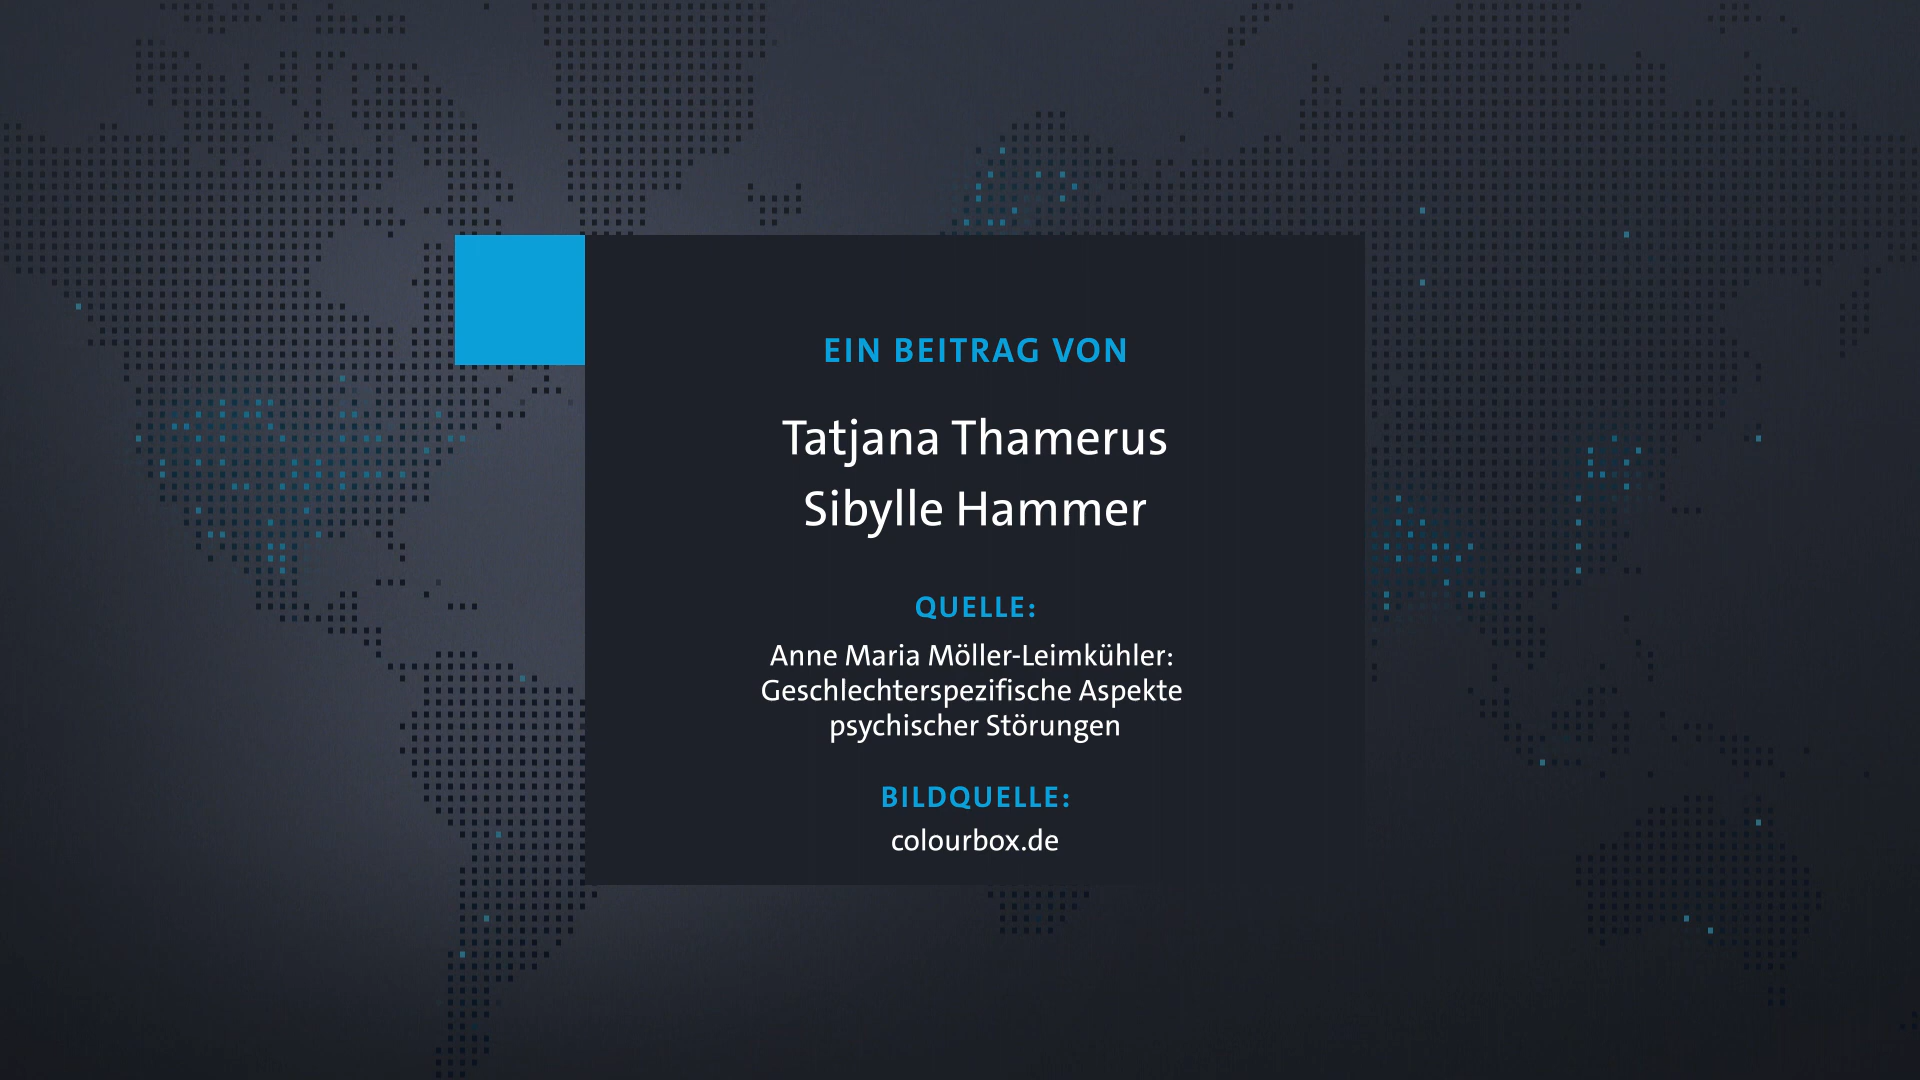 EIN BEITRAG VON
Tatjana Thamerus
Sibylle Hammer
QUELLE:
Anne Maria Möller-Leimkühler:
Geschlechterspezifische Aspekte
psychischer Störungen
BILDQUELLE:
colourbox.de